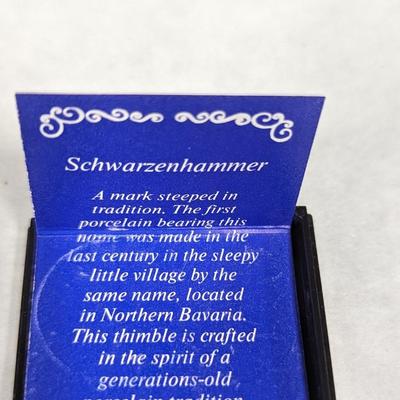 Schwarzenhammer
A mark steeped in
tradition. The first
porcelain bearing this
name was made in the
last century in the sleepy
little village by the
same name, located
in Northern Bavaria.
This thimble is crafted
in the spirit of a
generations-old
porcelain tradition